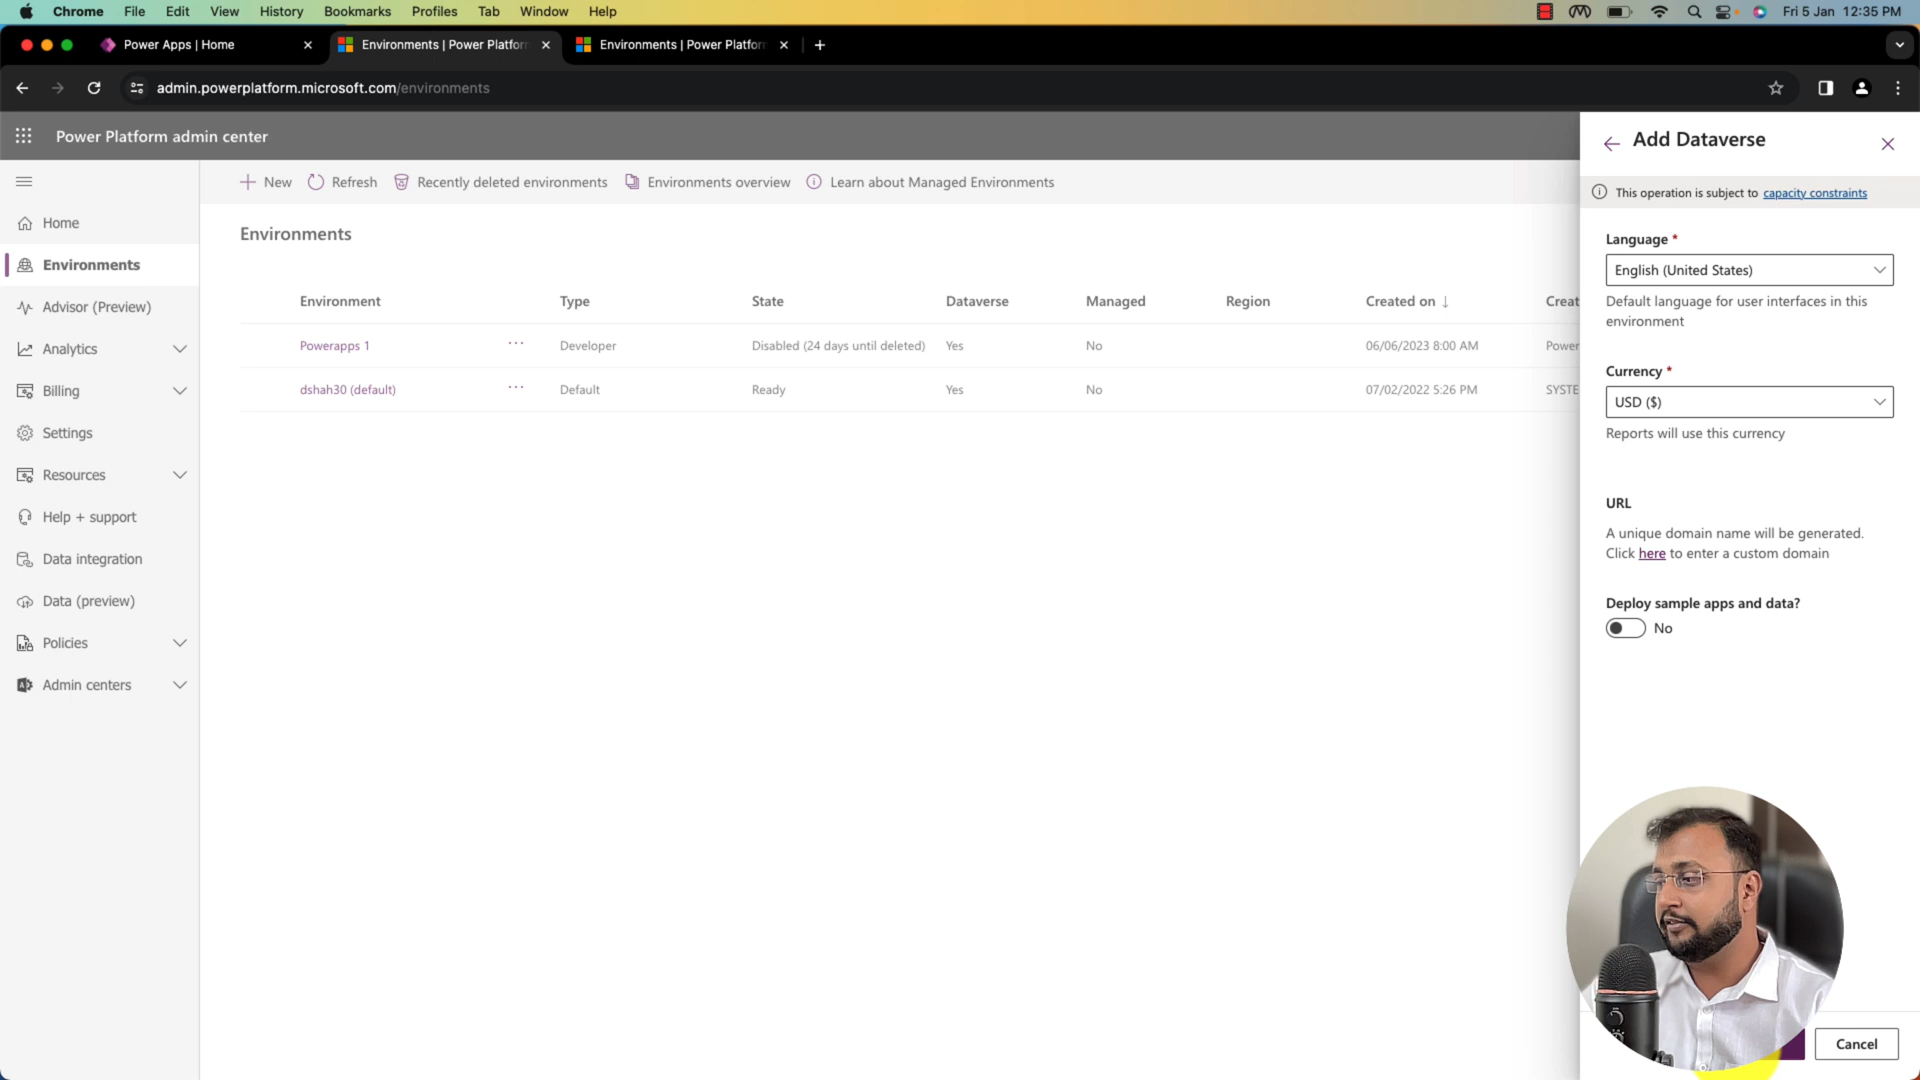 Chrome File Edit View History Bookmarks Profiles Tab Window Help Fri 5 Jan 12:35 PM
Power Apps | Home Environments | Power Platfor Environments | Power Platfor
admin.powerplatform.microsoft.com/environments
Power Platform admin center
Home
Environments
Advisor (Preview)
Analytics
Billing
Settings
Resources
Help + support
Data integration
Data (preview)
Policies
Admin centers
New Refresh Recently deleted environments Environments overview Learn about Managed Environments
Environments
Environment Type State Dataverse Managed Region Created on ↓ Creat
Powerapps 1 ... Developer Disabled (24 days until deleted) Yes No 06/06/2023 8:00 AM Power
dshah30 (default) ... Default Ready Yes No 07/02/2022 5:26 PM SYSTE
Add Dataverse
This operation is subject to capacity constraints
Language *
English (United States)
Default language for user interfaces in this
environment
Currency *
USD ($)
Reports will use this currency
URL
A unique domain name will be generated.
Click here to enter a custom domain
Deploy sample apps and data?
No
Cancel